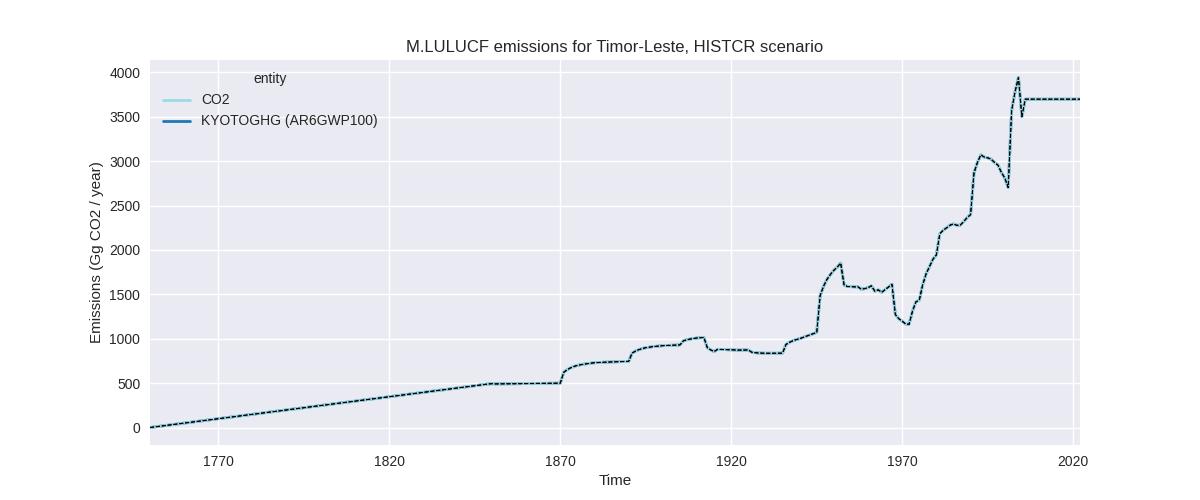 M.LULUCF emissions for Timor-Leste, HISTCR scenario
entity
CO2
KYOTOGHG (AR6GWP100)
Emissions (Gg CO2 / year)
4000
3500
3000
2500
2000
1500
1000
500
0
1770 1820 1870 1920 1970 2020
Time